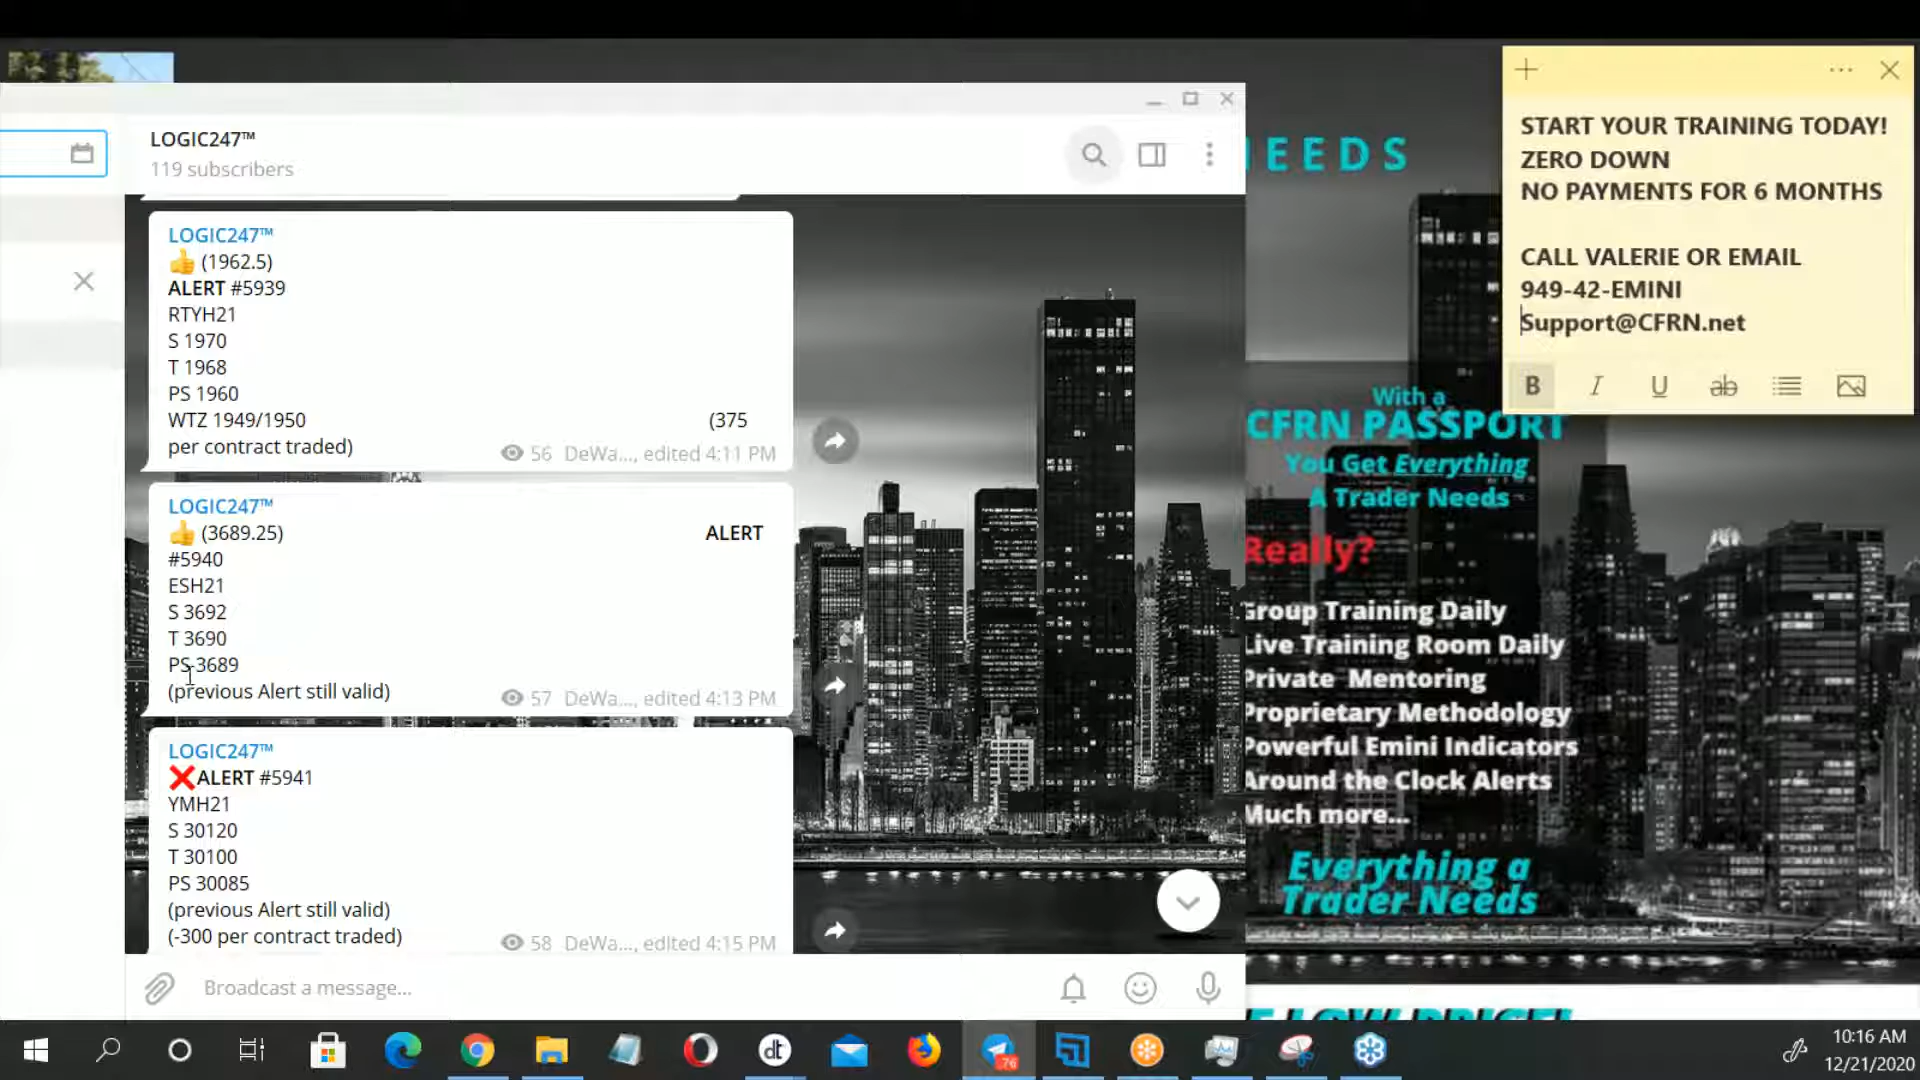 LOGIC247™
119 subscribers
LOGIC247™
👍 (1962.5)
ALERT #5939
RTYH21
S 1970
T 1968
PS 1960
WTZ 1949/1950 (375
per contract traded)
56 DeWa..., edited 4:11 PM
LOGIC247™
👍 (3689.25) ALERT
#5940
ESH21
S 3692
T 3690
PS 3689
(previous Alert still valid)
57 DeWa..., edited 4:13 PM
LOGIC247™
❌ALERT #5941
YMH21
S 30120
T 30100
PS 30085
(previous Alert still valid)
(-300 per contract traded)
58 DeWa..., edited 4:15 PM
Broadcast a message...
NEEDS
START YOUR TRAINING TODAY!
ZERO DOWN
NO PAYMENTS FOR 6 MONTHS
CALL VALERIE OR EMAIL
949-42-EMINI
Support@CFRN.net
B I U ab
With a
CFRN PASSPORT
You Get Everything
A Trader Needs
Really?
Group Training Daily
Live Training Room Daily
Private Mentoring
Proprietary Methodology
Powerful Emini Indicators
Around the Clock Alerts
Much more...
Everything a
Trader Needs
LOW PRICE!
dt
76
10:16 AM
12/21/2020